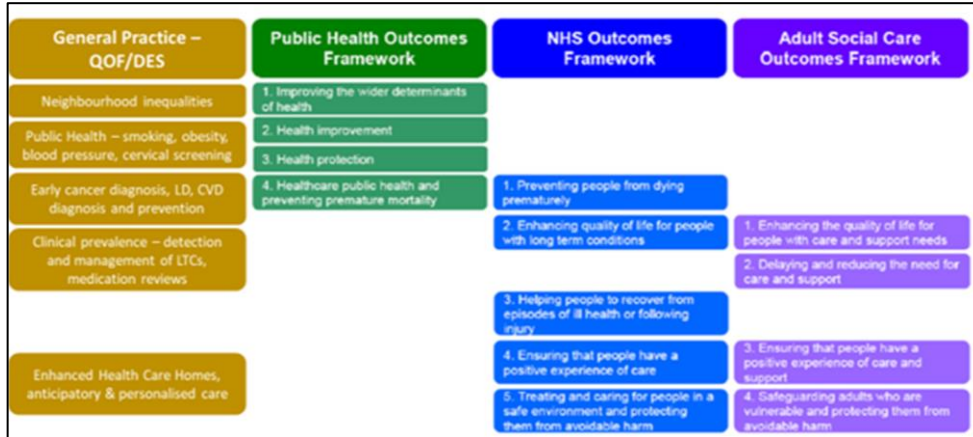 General Practice –
QOF/DES
Neighbourhood inequalities
Public Health – smoking, obesity,
blood pressure, cervical screening
Early cancer diagnosis, LD, CVD
diagnosis and prevention
Clinical prevalence – detection
and management of LTCs,
medication reviews
Enhanced Health Care Homes,
anticipatory & personalised care
Public Health Outcomes
Framework
1. Improving the wider determinants
of health
2. Health improvement
3. Health protection
4. Healthcare public health and
preventing premature mortality
NHS Outcomes
Framework
1. Preventing people from dying
prematurely
2. Enhancing quality of life for people
with long term conditions
3. Helping people to recover from
episodes of ill health or following
injury
4. Ensuring that people have a
positive experience of care
5. Treating and caring for people in a
safe environment and protecting
them from avoidable harm
Adult Social Care
Outcomes Framework
1. Enhancing the quality of life for
people with care and support needs
2. Delaying and reducing the need for
care and support
3. Ensuring that people have a
positive experience of care and
support
4. Safeguarding adults who are
vulnerable and protecting them from
avoidable harm